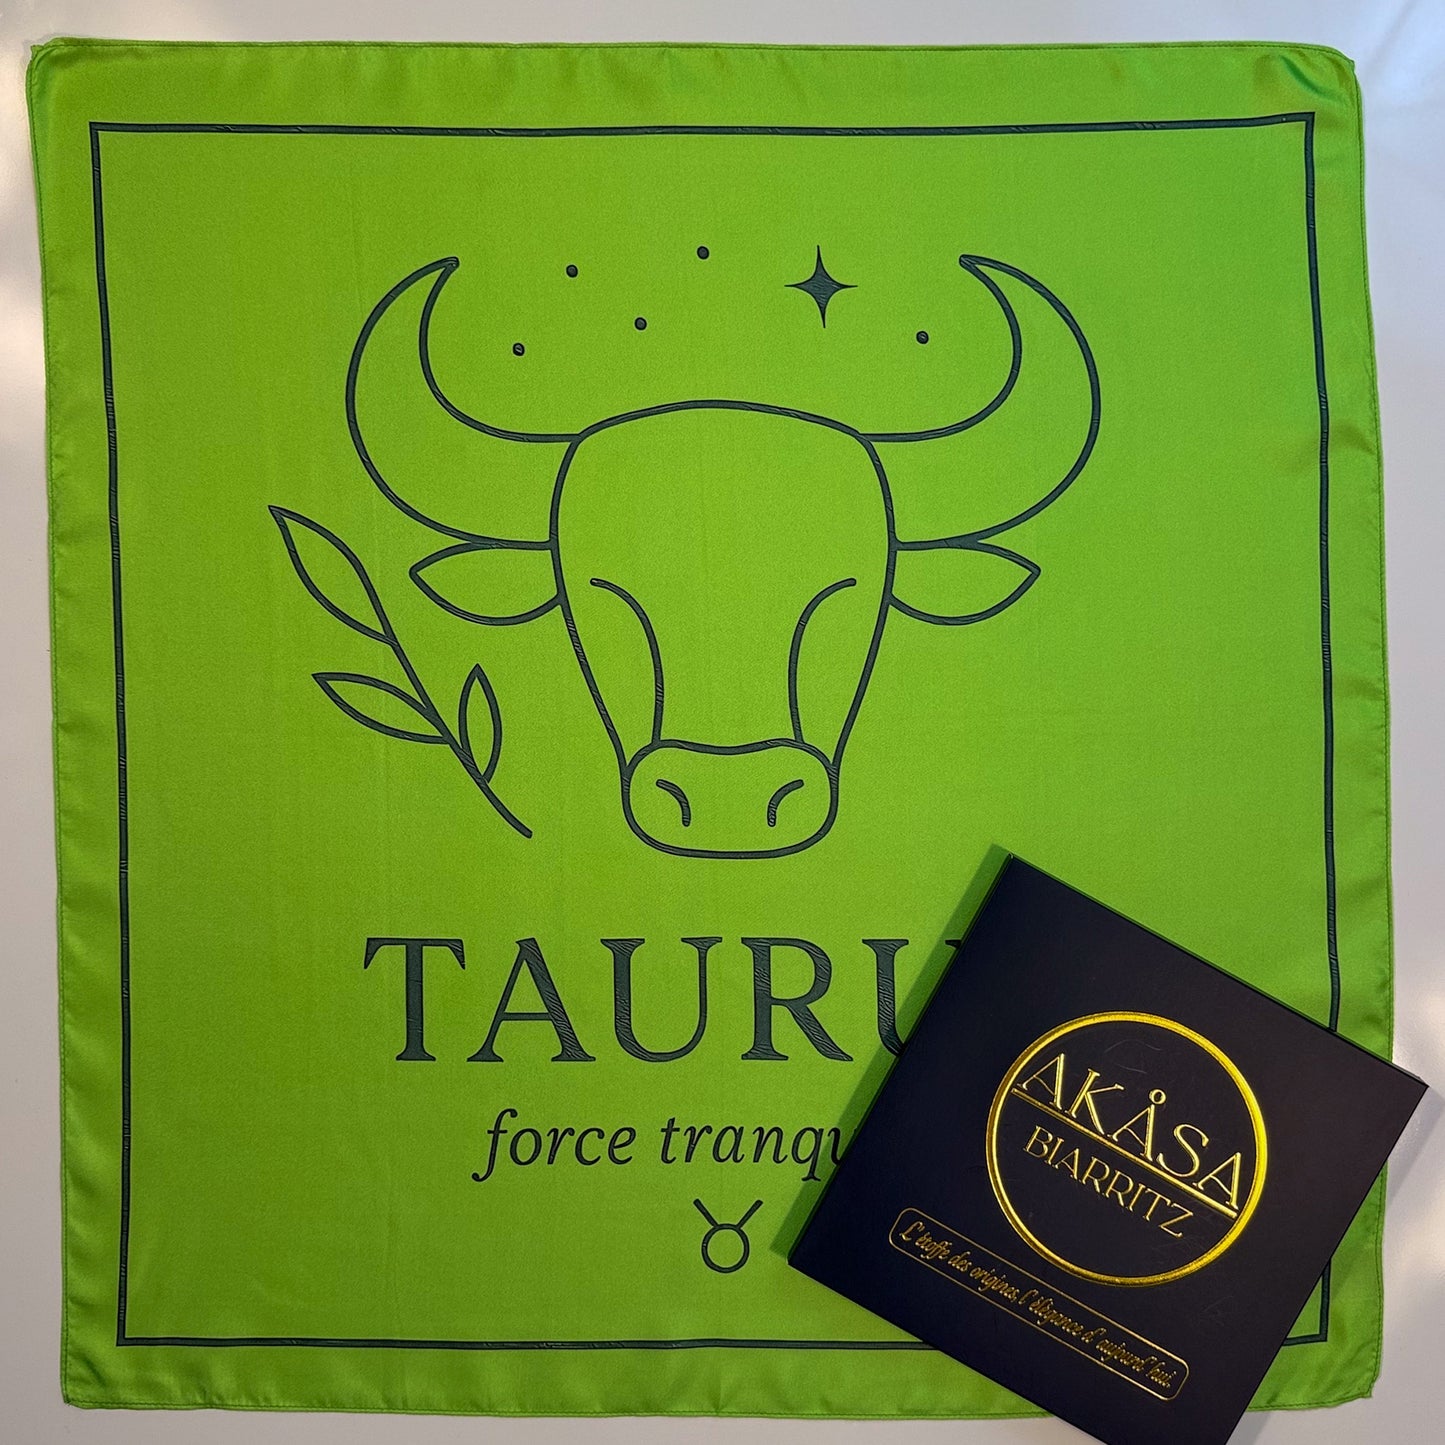 TAURU
force tranqu
AKÅSA
BIARRITZ
L'étoffe des origines, l'élégance d'aujourd'hui.